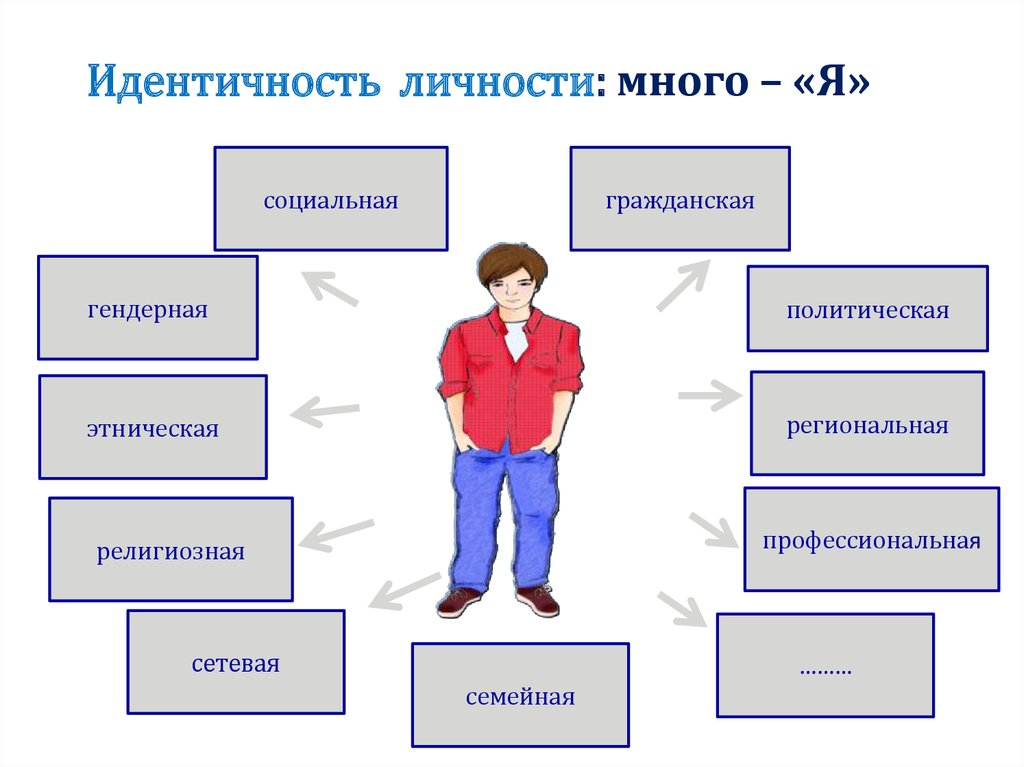 Идентичность личности: много – «Я»
социальная
гражданская
гендерная
политическая
этническая
региональная
религиозная
профессиональная
сетевая
семейная
………